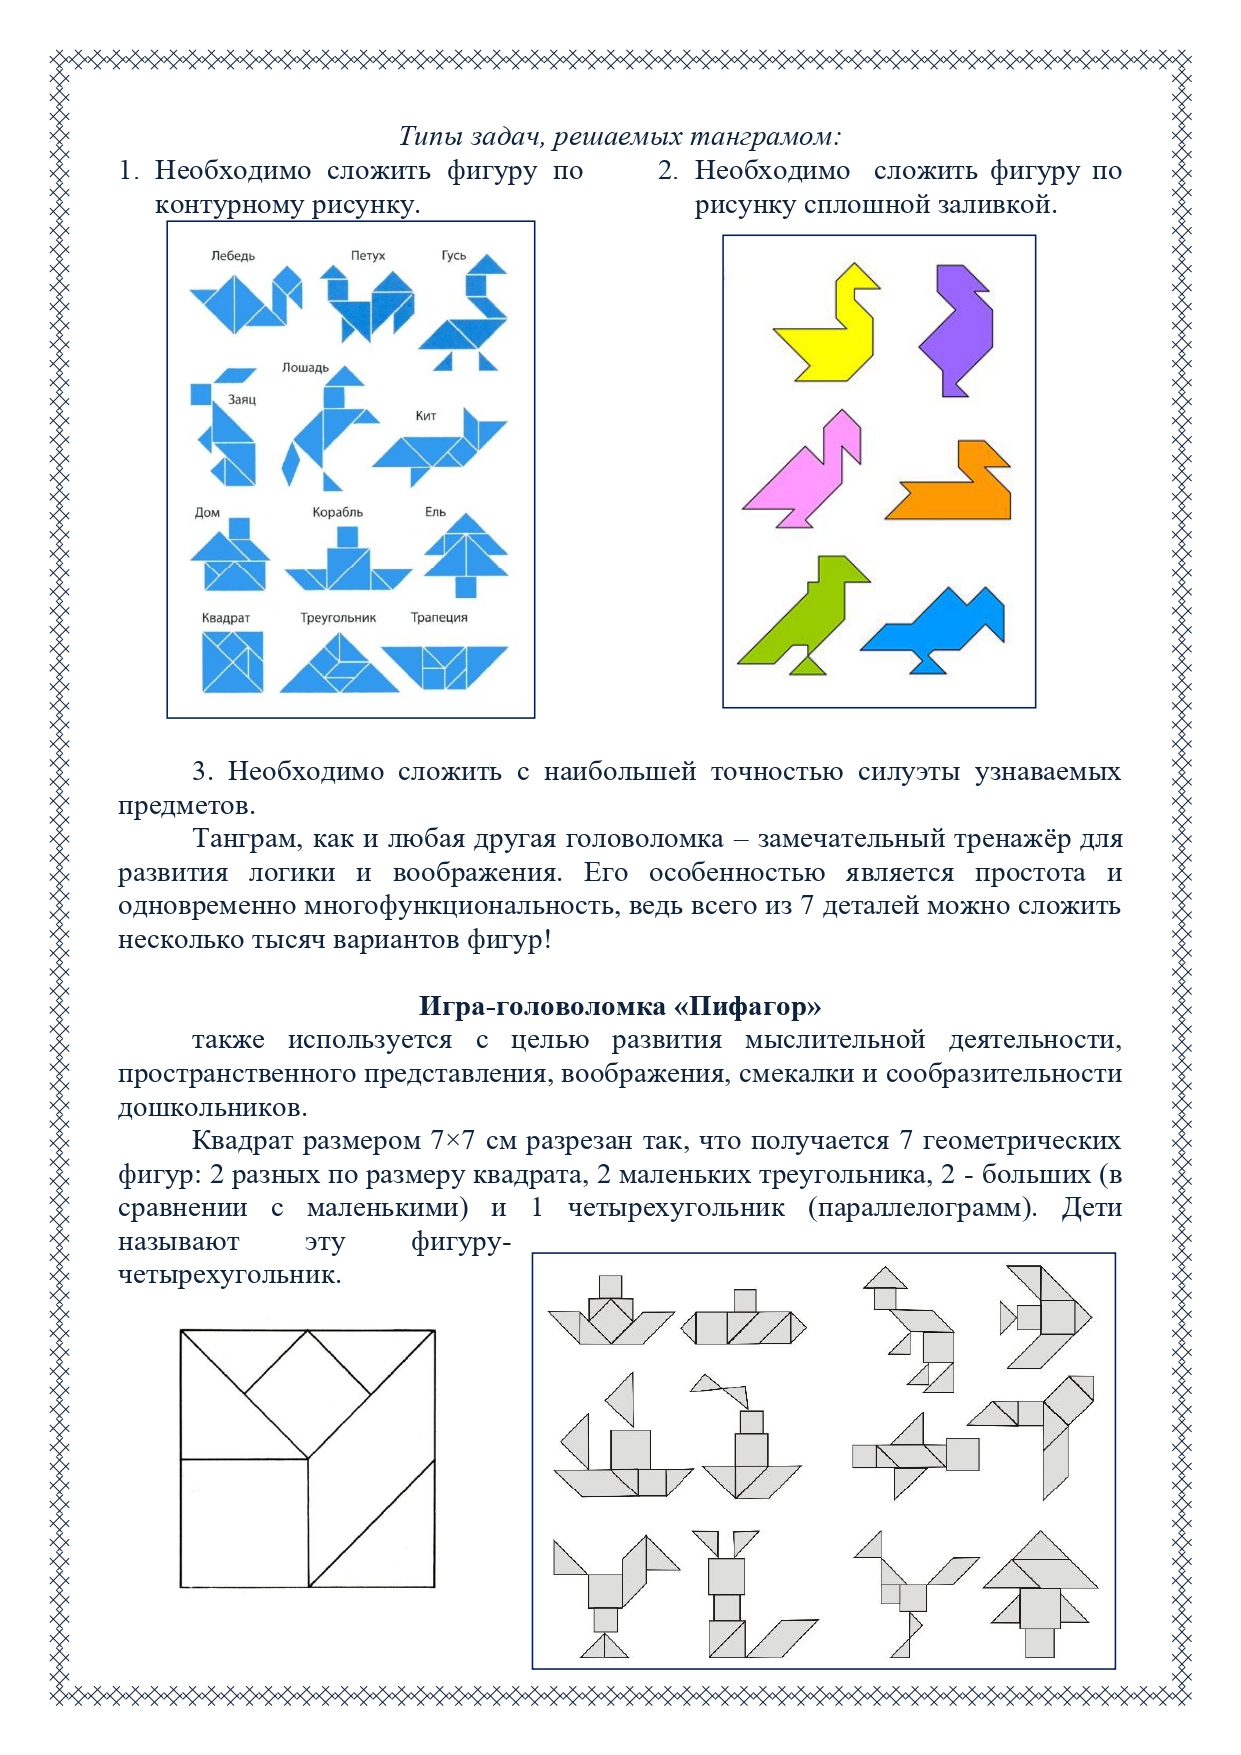 Типы задач, решаемых танграмом:
1. Необходимо сложить фигуру по
контурному рисунку.
2. Необходимо сложить фигуру по
рисунку сплошной заливкой.
Лебедь
Петух
Гусь
Лошадь
Заяц
Кит
Дом
Корабль
Ель
Квадрат
Треугольник
Трапеция
3. Необходимо сложить с наибольшей точностью силуэты узнаваемых
предметов.
Танграм, как и любая другая головоломка – замечательный тренажёр для
развития логики и воображения. Его особенностью является простота и
одновременно многофункциональность, ведь всего из 7 деталей можно сложить
несколько тысяч вариантов фигур!
Игра-головоломка «Пифагор»
также используется с целью развития мыслительной деятельности,
пространственного представления, воображения, смекалки и сообразительности
дошкольников.
Квадрат размером 7×7 см разрезан так, что получается 7 геометрических
фигур: 2 разных по размеру квадрата, 2 маленьких треугольника, 2 - больших (в
сравнении с маленькими) и 1 четырехугольник (параллелограмм). Дети
называют эту фигуру-
четырехугольник.